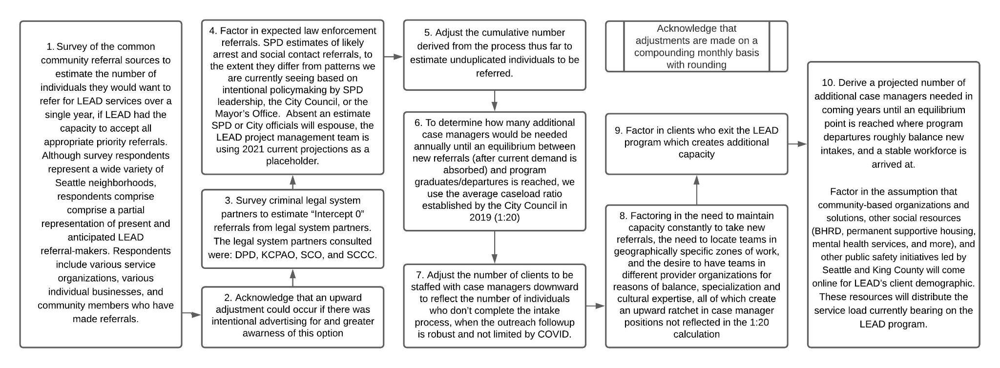 1. Survey of the common
community referral sources to
estimate the number of
individuals they would want to
refer for LEAD services over a
single year, if LEAD had the
capacity to accept all
appropriate priority referrals.
Although survey respondents
represent a wide variety of
Seattle neighborhoods,
respondents comprise
comprise a partial
representation of present and
anticipated LEAD
referral-makers. Respondents
include various service
organizations, various
individual businesses, and
community members who have
made referrals.
2. Acknowledge that an upward
adjustment could occur if there was
intentional advertising for and greater
awarness of this option
3. Survey criminal legal system
partners to estimate “Intercept 0”
referrals from legal system partners.
The legal system partners consulted
were: DPD, KCPAO, SCO, and SCCC.
4. Factor in expected law enforcement
referrals. SPD estimates of likely
arrest and social contact referrals, to
the extent they differ from patterns we
are currently seeing based on
intentional policymaking by SPD
leadership, the City Council, or the
Mayor’s Office.  Absent an estimate
SPD or City officials will espouse, the
LEAD project management team is
using 2021 current projections as a
placeholder.
5. Adjust the cumulative number
derived from the process thus far to
estimate unduplicated individuals to be
referred.
6. To determine how many additional
case managers would be needed
annually until an equilibrium between
new referrals (after current demand is
absorbed) and program
graduates/departures is reached, we
use the average caseload ratio
established by the City Council in
2019 (1:20)
7. Adjust the number of clients to be
staffed with case managers downward
to reflect the number of individuals
who don’t complete the intake
process, when the outreach followup
is robust and not limited by COVID.
8. Factoring in the need to maintain
capacity constantly to take new
referrals, the need to locate teams in
geographically specific zones of work,
and the desire to have teams in
different provider organizations for
reasons of balance, specialization and
cultural expertise, all of which create
an upward ratchet in case manager
positions not reflected in the 1:20
calculation
9. Factor in clients who exit the LEAD
program which creates additional
capacity
Acknowledge that
adjustments are made on a
compounding monthly basis
with rounding
10. Derive a projected number of
additional case managers needed in
coming years until an equilibrium
point is reached where program
departures roughly balance new
intakes, and a stable workforce is
arrived at.
Factor in the assumption that
community-based organizations and
solutions, other social resources
(BHRD, permanent supportive housing,
mental health services, and more), and
other public safety initiatives led by
Seattle and King County will come
online for LEAD’s client demographic.
These resources will distribute the
service load currently bearing on the
LEAD program.